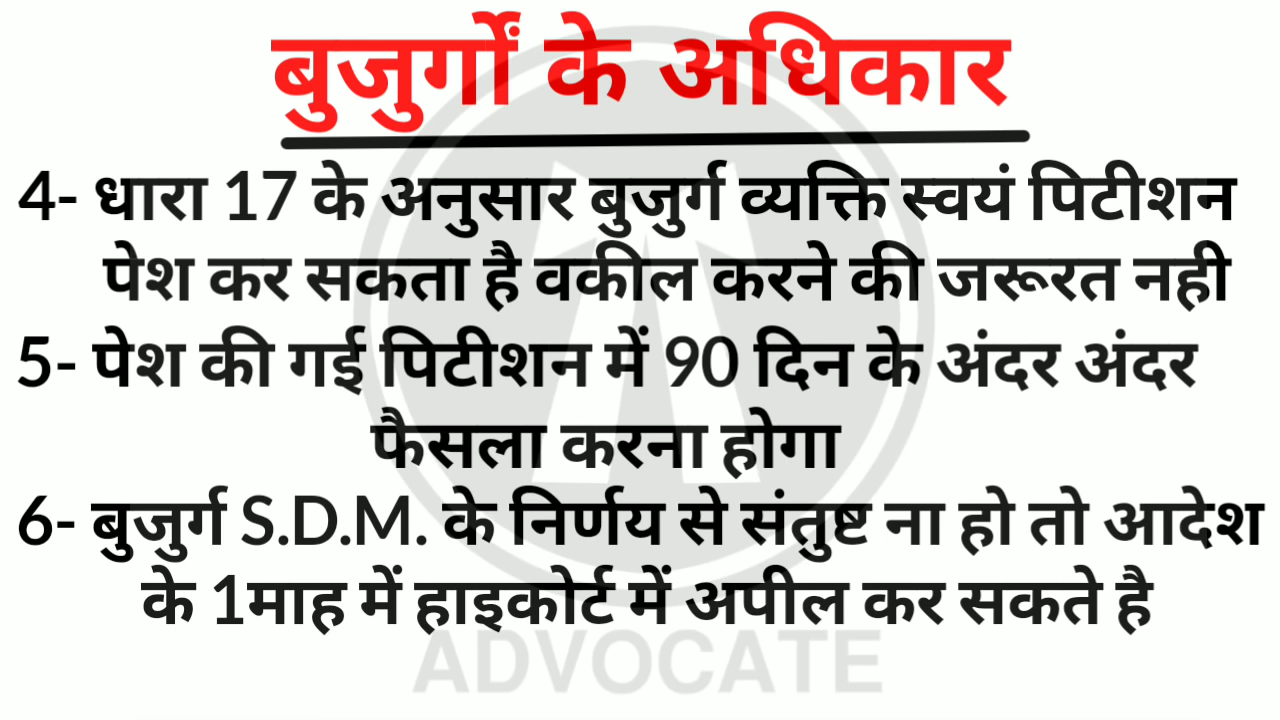 बुजुर्गों के अधिकार
4- धारा 17 के अनुसार बुजुर्ग व्यक्ति स्वयं पिटीशन
पेश कर सकता है वकील करने की जरूरत नही
5- पेश की गई पिटीशन में 90 दिन के अंदर अंदर
फैसला करना होगा
6- बुजुर्ग S.D.M. के निर्णय से संतुष्ट ना हो तो आदेश
के 1माह में हाइकोर्ट में अपील कर सकते है
ADVOCATE